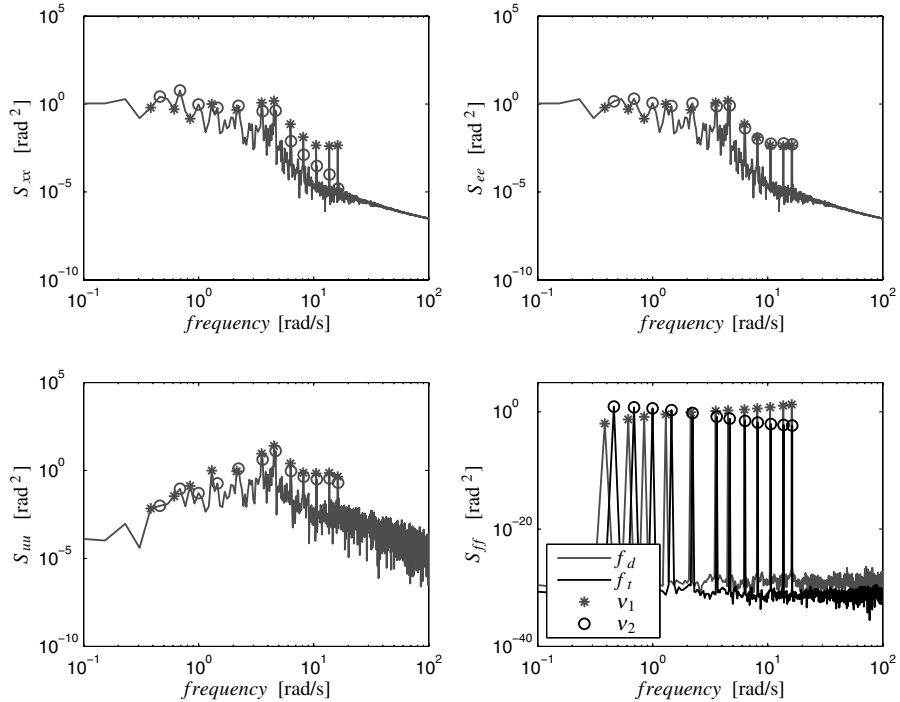 10^5
10^0
10^−5
10^−10
S_xx [rad^2]
10^−1
10^0
10^1
10^2
frequency [rad/s]
10^5
10^0
10^−5
10^−10
S_ee [rad^2]
10^−1
10^0
10^1
10^2
frequency [rad/s]
10^5
10^0
10^−5
10^−10
S_uu [rad^2]
10^−1
10^0
10^1
10^2
frequency [rad/s]
10^0
10^−20
10^−40
S_ff [rad^2]
f_d
f_t
ν_1
ν_2
10^−1
10^0
10^1
10^2
frequency [rad/s]